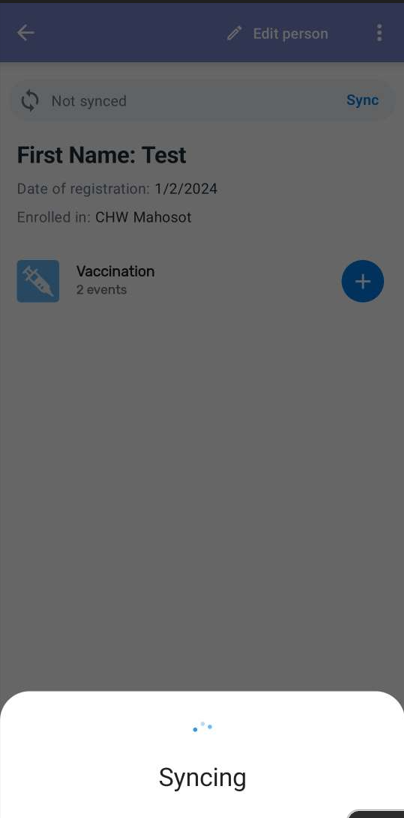 Edit person
Not synced
Sync
First Name: Test
Date of registration: 1/2/2024
Enrolled in: CHW Mahosot
Vaccination
2 events
Syncing